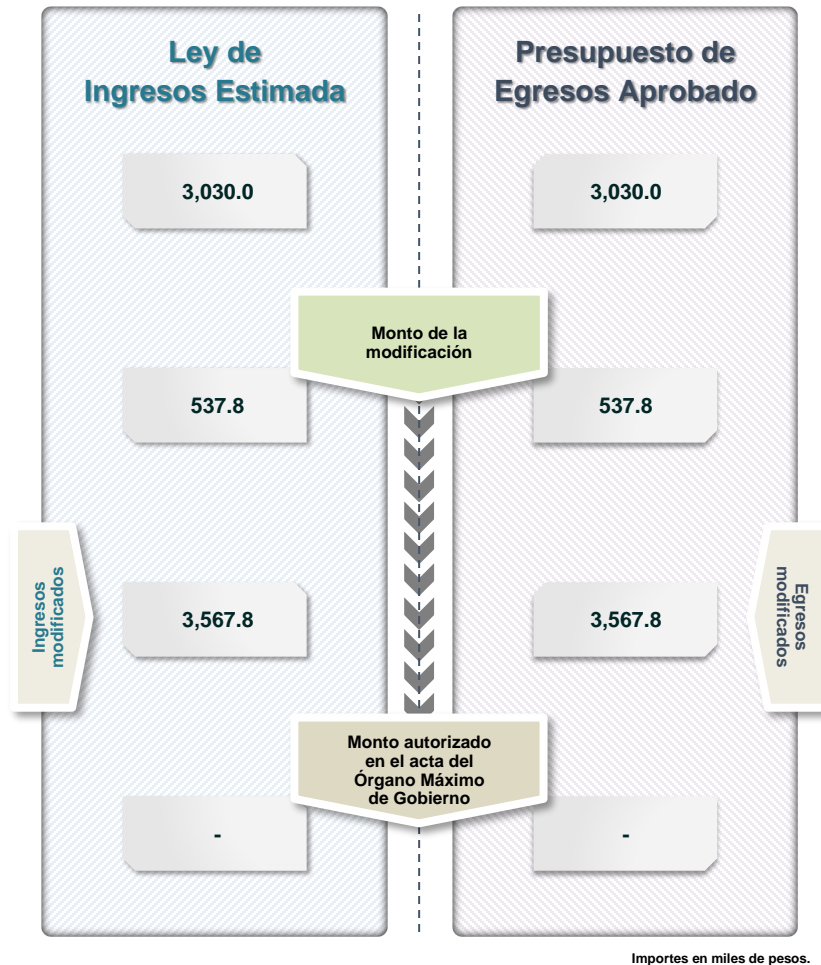 Ley de
Ingresos Estimada
Presupuesto de
Egresos Aprobado
3,030.0
3,030.0
Monto de la
modificación
537.8
537.8
Ingresos
modificados
3,567.8
3,567.8
Egresos
modificados
Monto autorizado
en el acta del
Órgano Máximo
de Gobierno
-
-
Importes en miles de pesos.